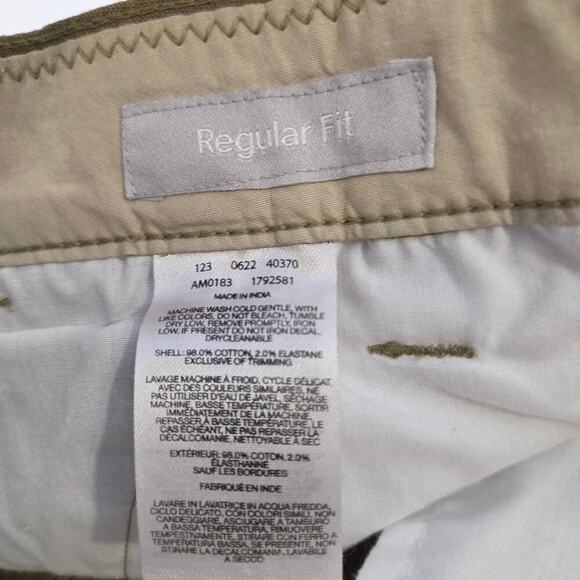 Regular Fit
123 0622 40370
AM0183 1792581
MADE IN INDIA
MACHINE WASH COLD GENTLE, WITH
LIKE COLORS, DO NOT BLEACH, TUMBLE
DRY LOW, REMOVE PROMPTLY, IRON
LOW, IF PRESENT DO NOT IRON DECAL.
DRYCLEANABLE
SHELL: 98.0% COTTON, 2.0% ELASTANE
EXCLUSIVE OF TRIMMING
LAVAGE MACHINE À FROID, CYCLE DÉLICAT,
AVEC DES COULEURS SIMILAIRES, NE
PAS UTILISER D'EAU DE JAVEL, SÉCHAGE
MACHINE, BASSE TEMPÉRATURE, SORTIR
IMMÉDIATEMENT DE LA MACHINE,
REPASSER À BASSE TEMPÉRATURE, LE
CAS ÉCHÉANT, NE PAS REPASSER LA
DÉCALCOMANIE, NETTOYABLE À SEC
EXTÉRIEUR: 98.0% COTON, 2.0%
ÉLASTHANNE
SAUF LES BORDURES
FABRIQUÉ EN INDE
LAVARE IN LAVATRICE IN ACQUA FREDDA,
CICLO DELICATO, CON COLORI SIMILI, NON
CANDEGGIARE, ASCIUGARE A TAMBURO
A BASSA TEMPERATURA, RIMUOVERE
TEMPESTIVAMENTE, STIRARE CON FERRO A
TEMPERATURA BASSA, SE PRESENTE, NON
STIRARE LA DECALCOMANIA, LAVABILE
A SECCO